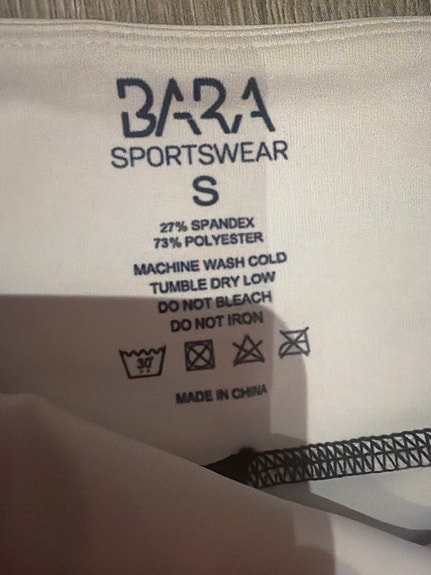 BARA
SPORTSWEAR
S
27% SPANDEX
73% POLYESTER
MACHINE WASH COLD
TUMBLE DRY LOW
DO NOT BLEACH
DO NOT IRON
30
MADE IN CHINA